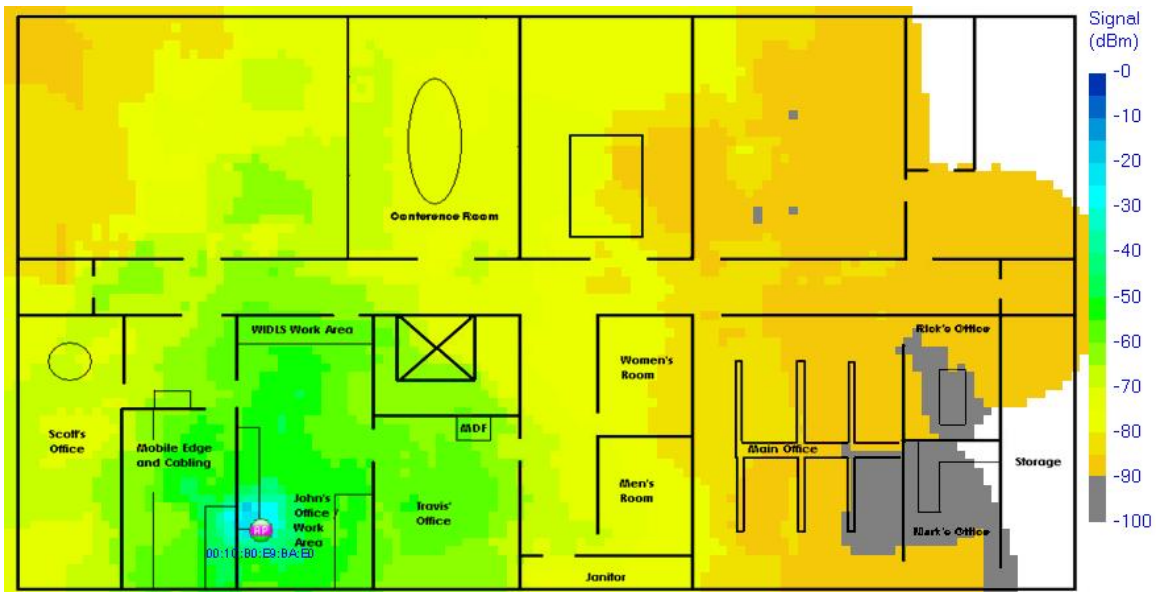 Signal
(dBm)
-0
-10
-20
-30
-40
-50
-60
-70
-80
-90
-100
Conference Room
WIDLS Work Area
Rick's Office
Women's
Room
Scott's
Office
Mobile Edge
and Cabling
MDF
Main Office
Storage
Men's
Room
John's
Office /
Work
Area
Travis'
Office
Mark's Office
AP
00:10:B0:E9:BA:E0
Janitor